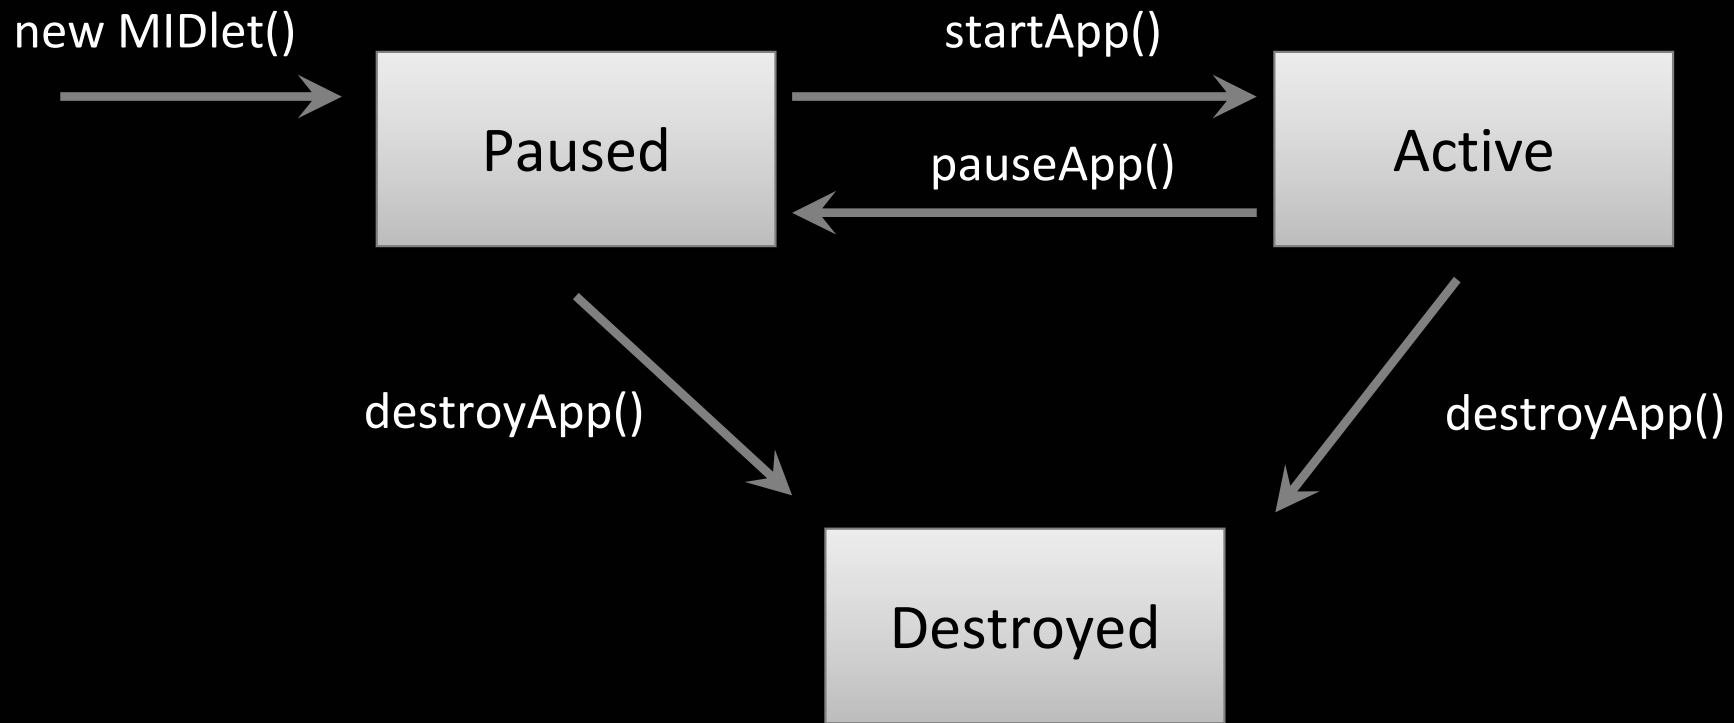 new MIDlet()
startApp()
Paused
pauseApp()
Active
destroyApp()
destroyApp()
Destroyed